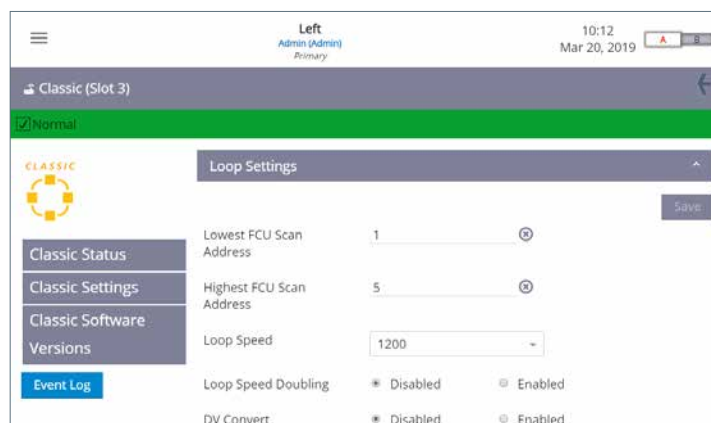 Left
Admin (Admin)
Primary
10:12
Mar 20, 2019
A B
Classic (Slot 3)
Normal
CLASSIC
Loop Settings
Save
Lowest FCU Scan
Address
1
Classic Status
Classic Settings
Highest FCU Scan
Address
5
Classic Software
Versions
Loop Speed
1200
Event Log
Loop Speed Doubling
Disabled Enabled
DV Convert
Disabled Enabled